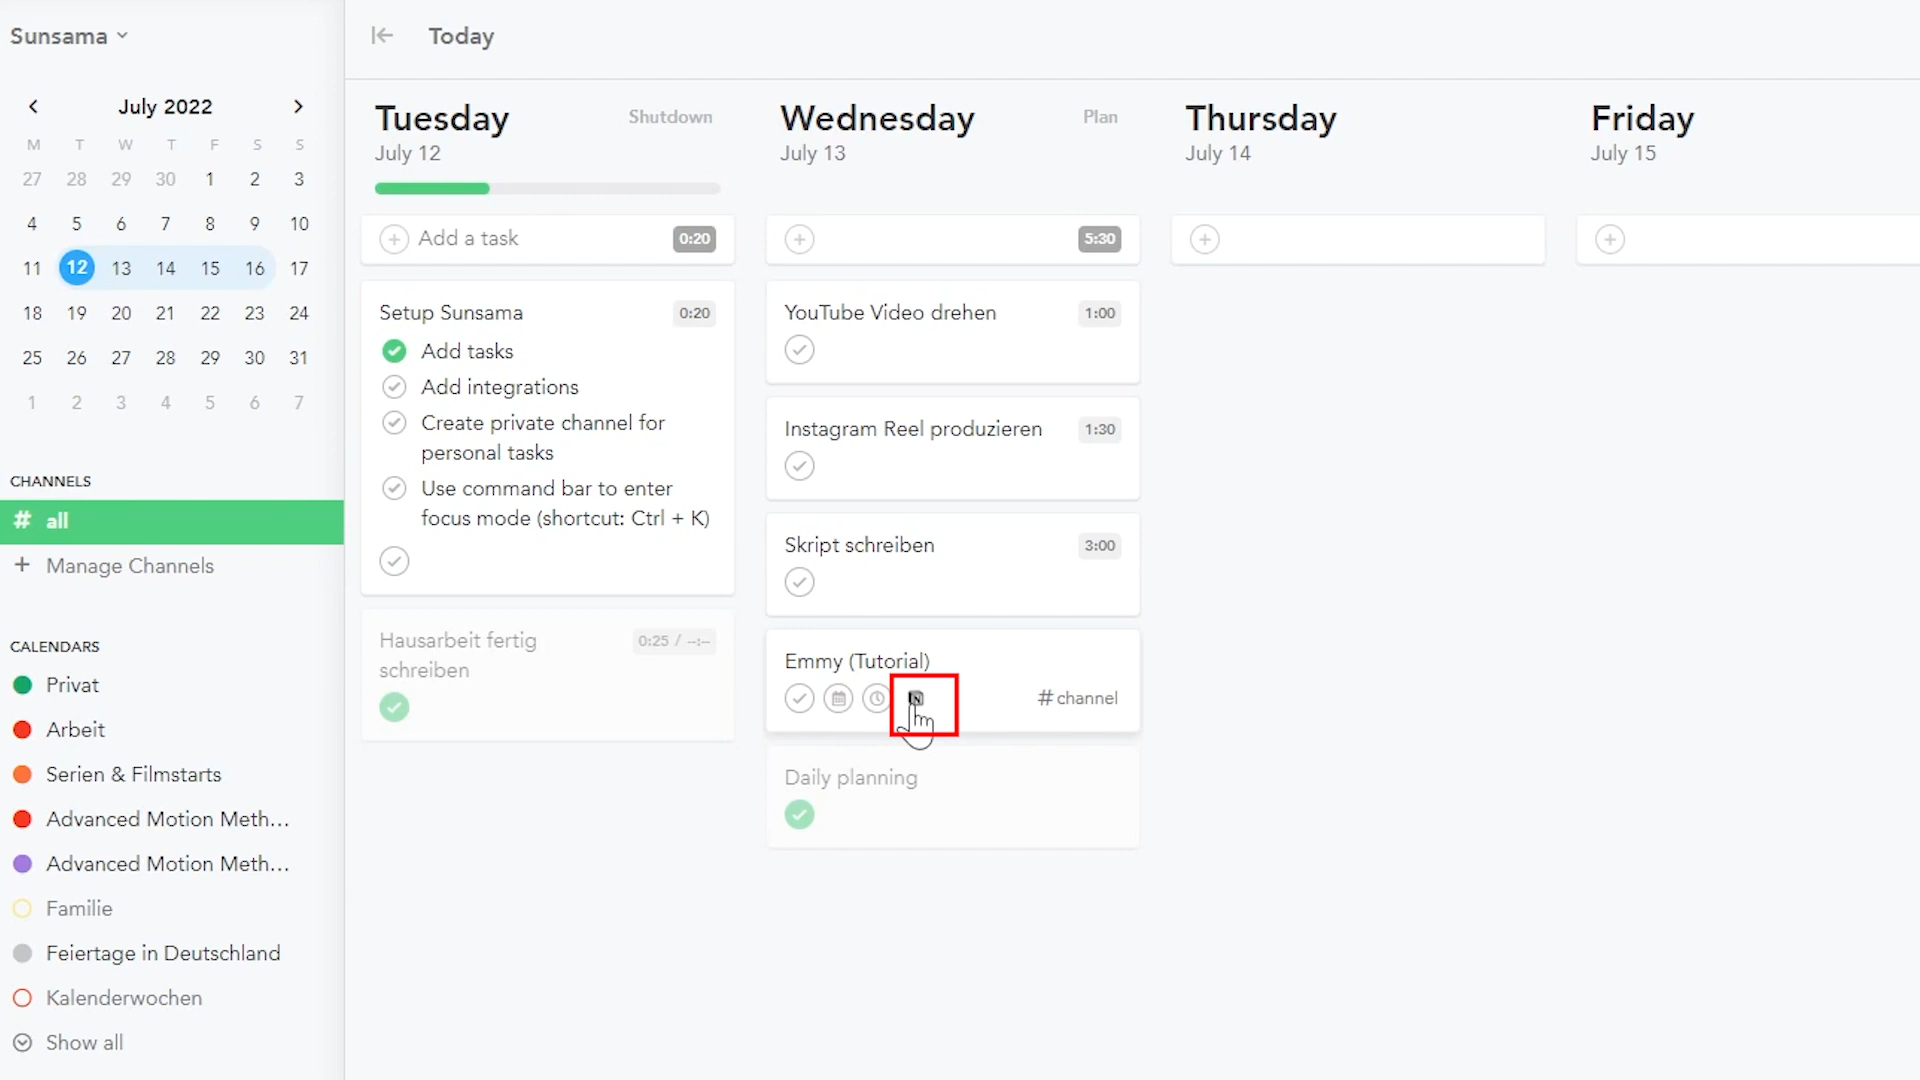 Sunsama
July 2022
M T W T F S S
27 28 29 30 1 2 3
4 5 6 7 8 9 10
11 12 13 14 15 16 17
18 19 20 21 22 23 24
25 26 27 28 29 30 31
1 2 3 4 5 6 7
CHANNELS
# all
+ Manage Channels
CALENDARS
Privat
Arbeit
Serien & Filmstarts
Advanced Motion Meth...
Advanced Motion Meth...
Familie
Feiertage in Deutschland
Kalenderwochen
Show all
Today
Tuesday Shutdown
July 12
Add a task 0:20
Setup Sunsama 0:20
Add tasks
Add integrations
Create private channel for
personal tasks
Use command bar to enter
focus mode (shortcut: Ctrl + K)
Hausarbeit fertig 0:25 / --:--
schreiben
Wednesday Plan
July 13
5:30
YouTube Video drehen 1:00
Instagram Reel produzieren 1:30
Skript schreiben 3:00
Emmy (Tutorial)
# channel
Daily planning
Thursday
July 14
Friday
July 15